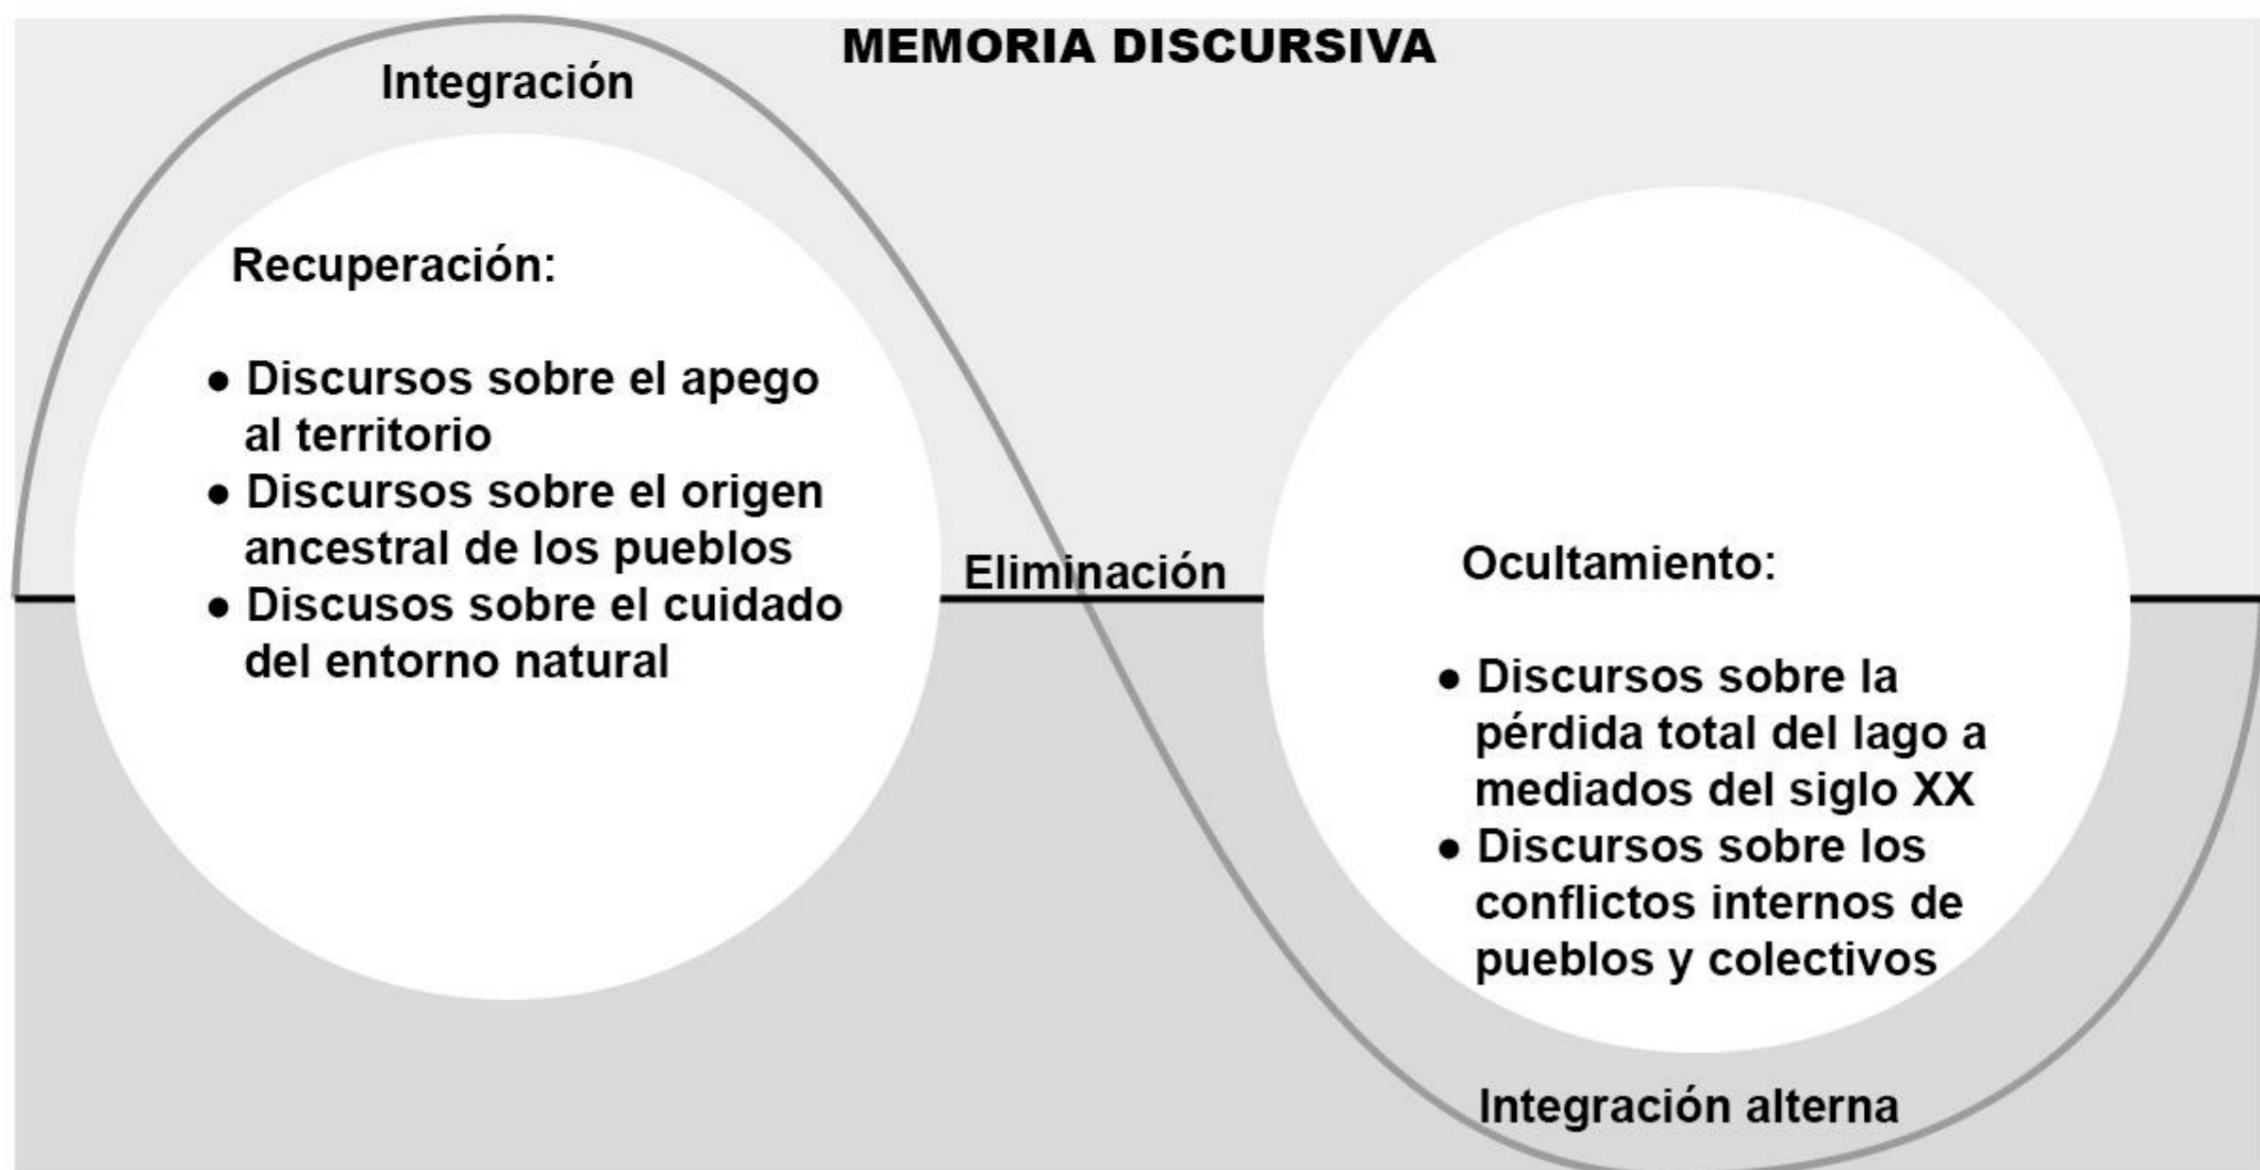 MEMORIA DISCURSIVA
Integración
Recuperación:
● Discursos sobre el apego
al territorio
● Discursos sobre el origen
ancestral de los pueblos
● Discusos sobre el cuidado
del entorno natural
Eliminación
Ocultamiento:
● Discursos sobre la
pérdida total del lago a
mediados del siglo XX
● Discursos sobre los
conflictos internos de
pueblos y colectivos
Integración alterna